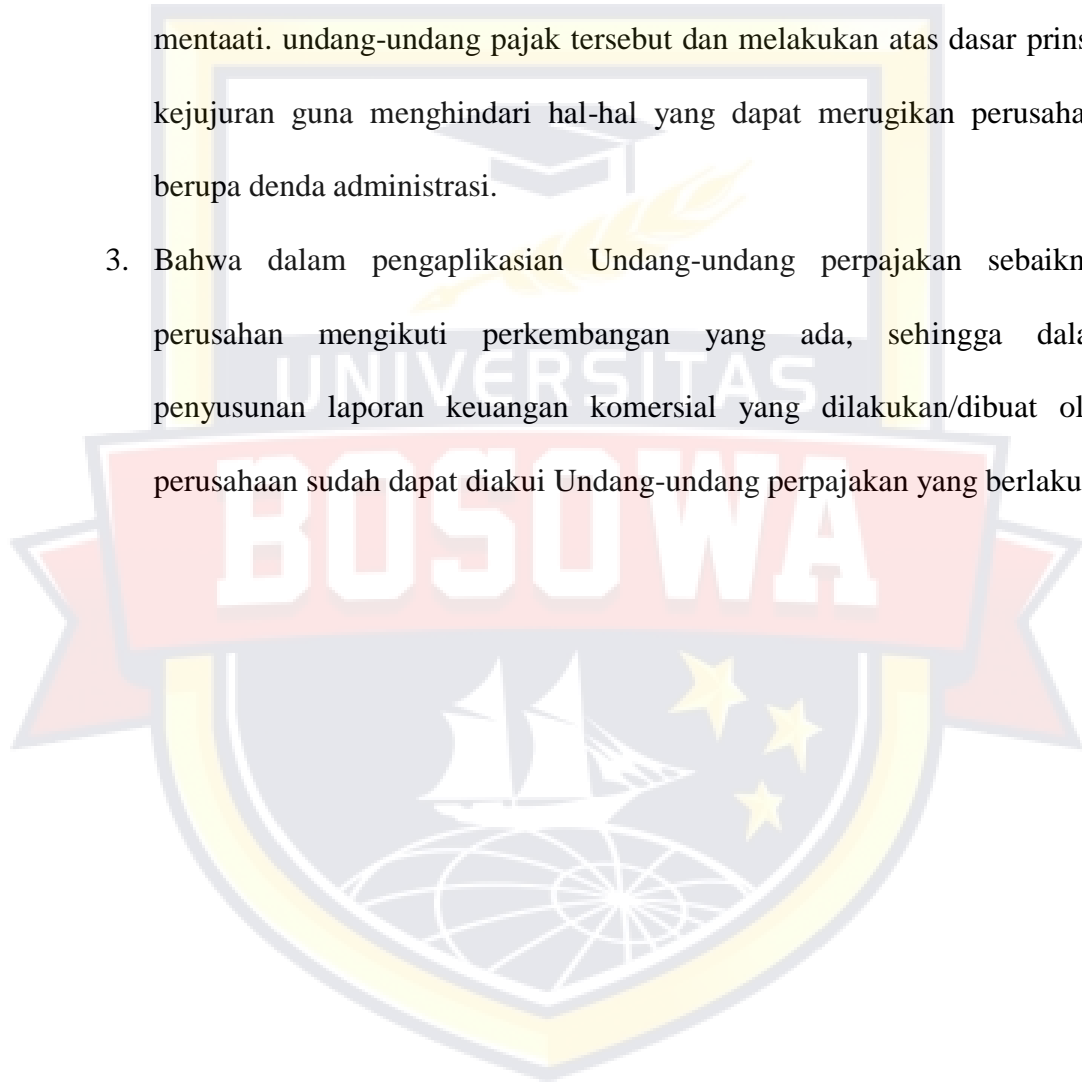 mentaati. undang-undang pajak tersebut dan melakukan atas dasar prins
kejujuran guna menghindari hal-hal yang dapat merugikan perusaha
berupa denda administrasi.
3. Bahwa dalam pengaplikasian Undang-undang perpajakan sebaikn
perusahan mengikuti perkembangan yang ada, sehingga dala
UNIVERSITAS
penyusunan laporan keuangan komersial yang dilakukan/dibuat ol
perusahaan sudah dapat diakui Undang-undang perpajakan yang berlaku
BOSOWA